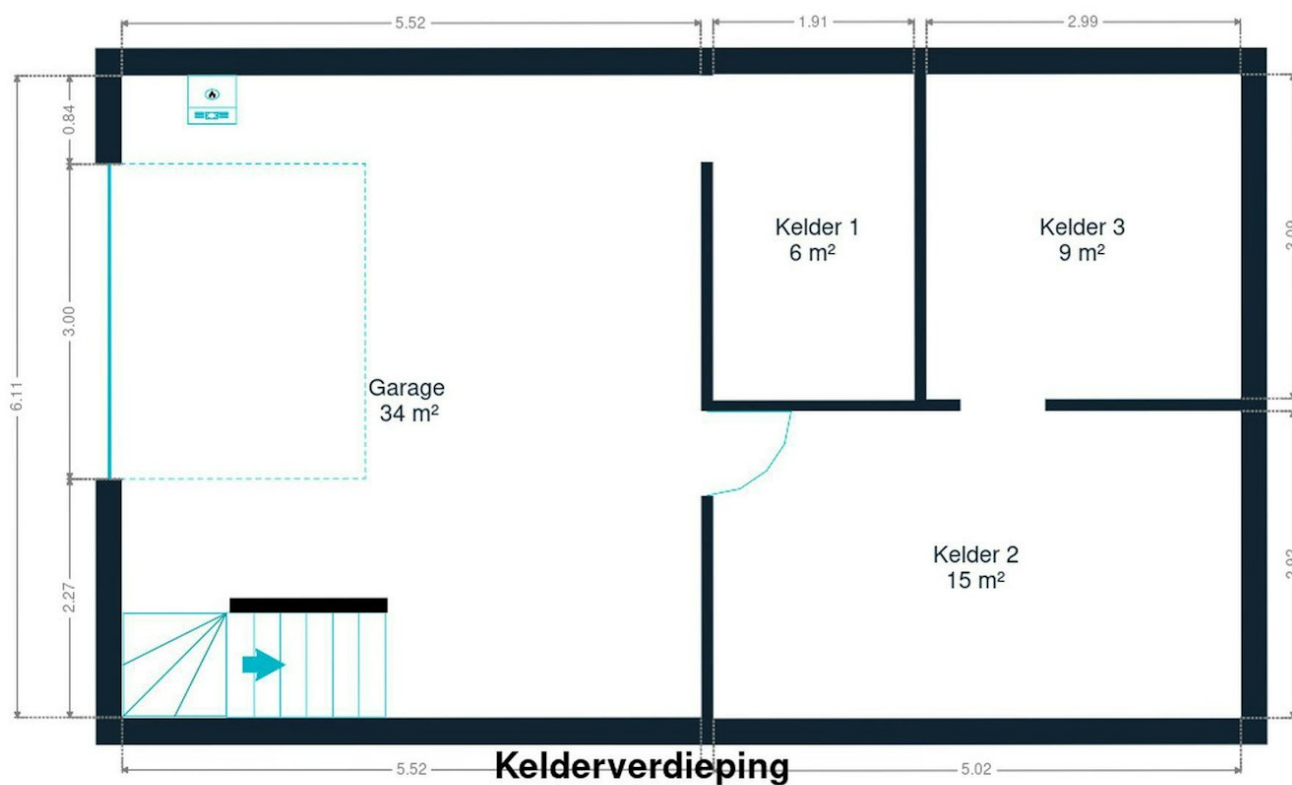 5.52
1.91
2.99
0.84
3.00
6.11
2.27
Kelder 1
6 m²
Kelder 3
9 m²
Garage
34 m²
Kelder 2
15 m²
5.52
Kelderverdieping
5.02